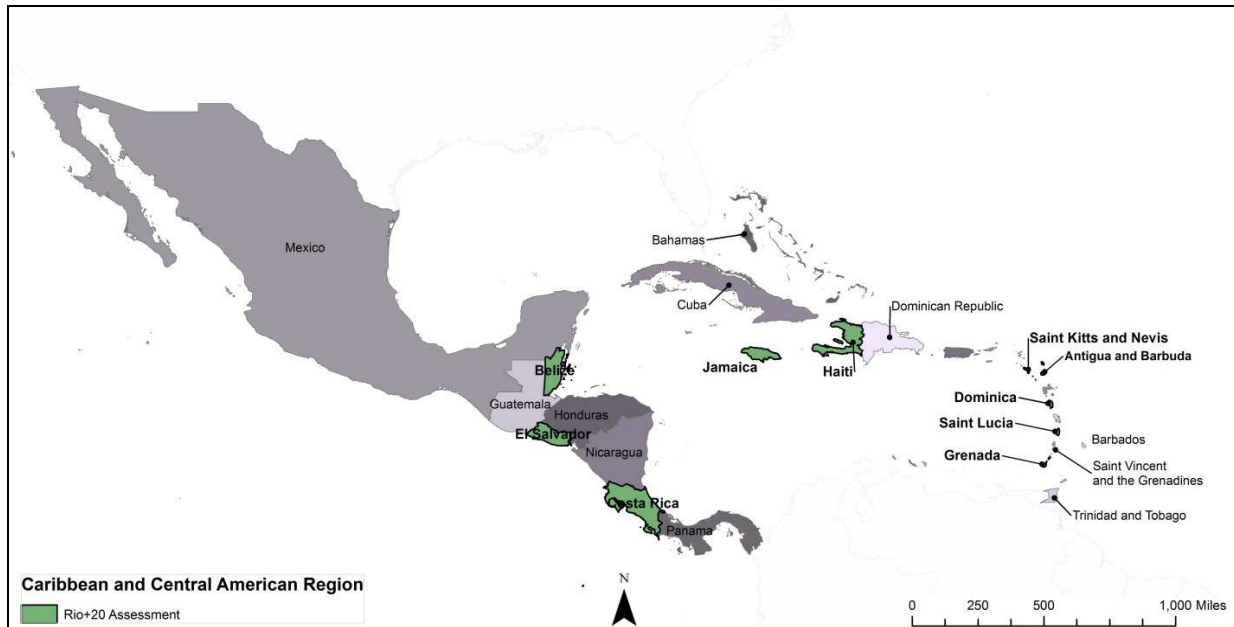 Mexico
Bahamas
Cuba
Dominican Republic
Saint Kitts and Nevis
Antigua and Barbuda
Jamaica
Haiti
Belize
Guatemala
Honduras
Dominica
El Salvador
Nicaragua
Saint Lucia
Barbados
Grenada
Saint Vincent
and the Grenadines
Costa Rica
Panama
Trinidad and Tobago
Caribbean and Central American Region
Rio+20 Assessment
N
0 250 500 1,000 Miles